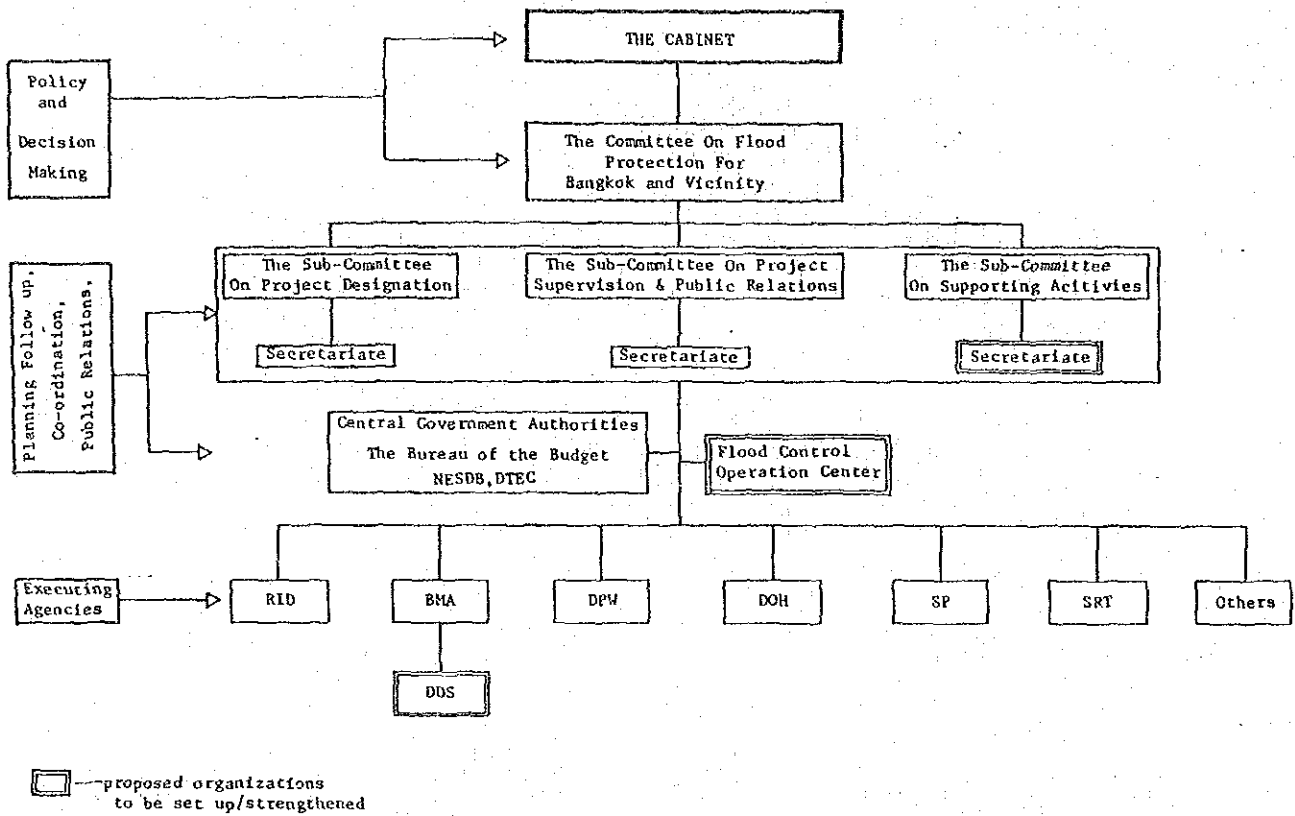 THE CABINET
Policy
and
Decision
Making
The Committee On Flood
Protection For
Bangkok and Vicinity
Planning Follow up,
Co-ordination,
Public Relations,
The Sub-Committee
On Project Designation
The Sub-Committee On Project
Supervision & Public Relations
The Sub-Committee
On Supporting Acitivies
Secretariate
Secretariate
Secretariate
Central Government Authorities
The Bureau of the Budget
NESDB,DTEC
Flood Control
Operation Center
Executing
Agencies
RID
BMA
DPW
DOH
SP
SRT
Others
DDS
proposed organizations
to be set up/strengthened